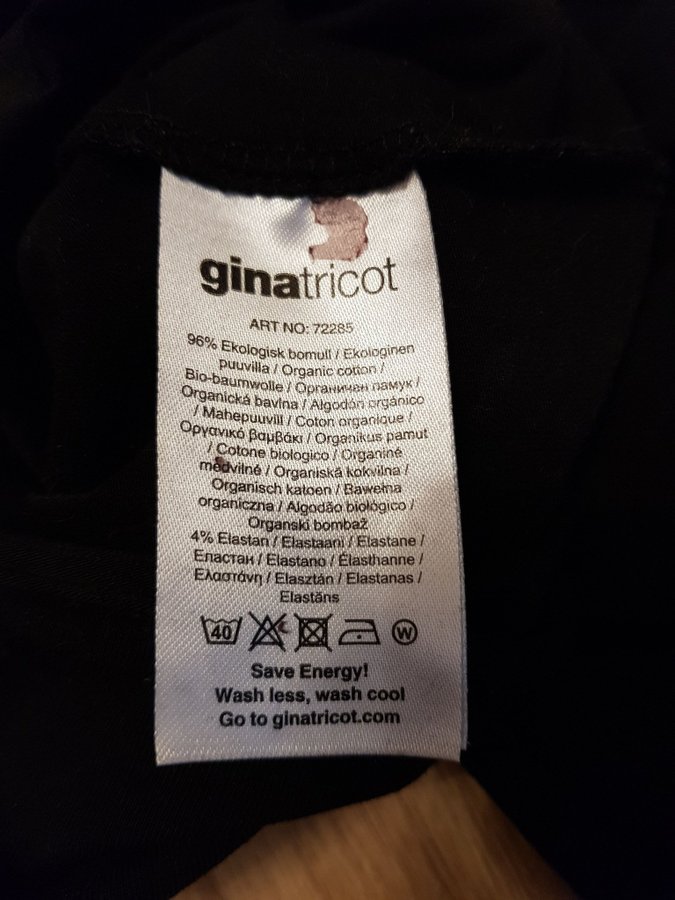 ginatricot
ART NO: 72285
96% Ekologisk bomull / Ekologinen
puuvilla / Organic cotton /
Bio-baumwolle / Органичен памук /
Organická bavlna / Algodón orgánico
/ Mahepuuvill / Coton organique /
Οργανικό βαμβάκι / Organikus pamut
/ Cotone biologico / Organinė
medvilnė / Organiskā kokvilna /
Organisch katoen / Bawełna
organiczna / Algodão biológico /
Organski bombaž
4% Elastan / Elastaani / Elastane /
Еластан / Elastano / Élasthanne /
Ελαστάνη / Elasztán / Elastanas /
Elastāns
40 W
Save Energy!
Wash less, wash cool
Go to ginatricot.com